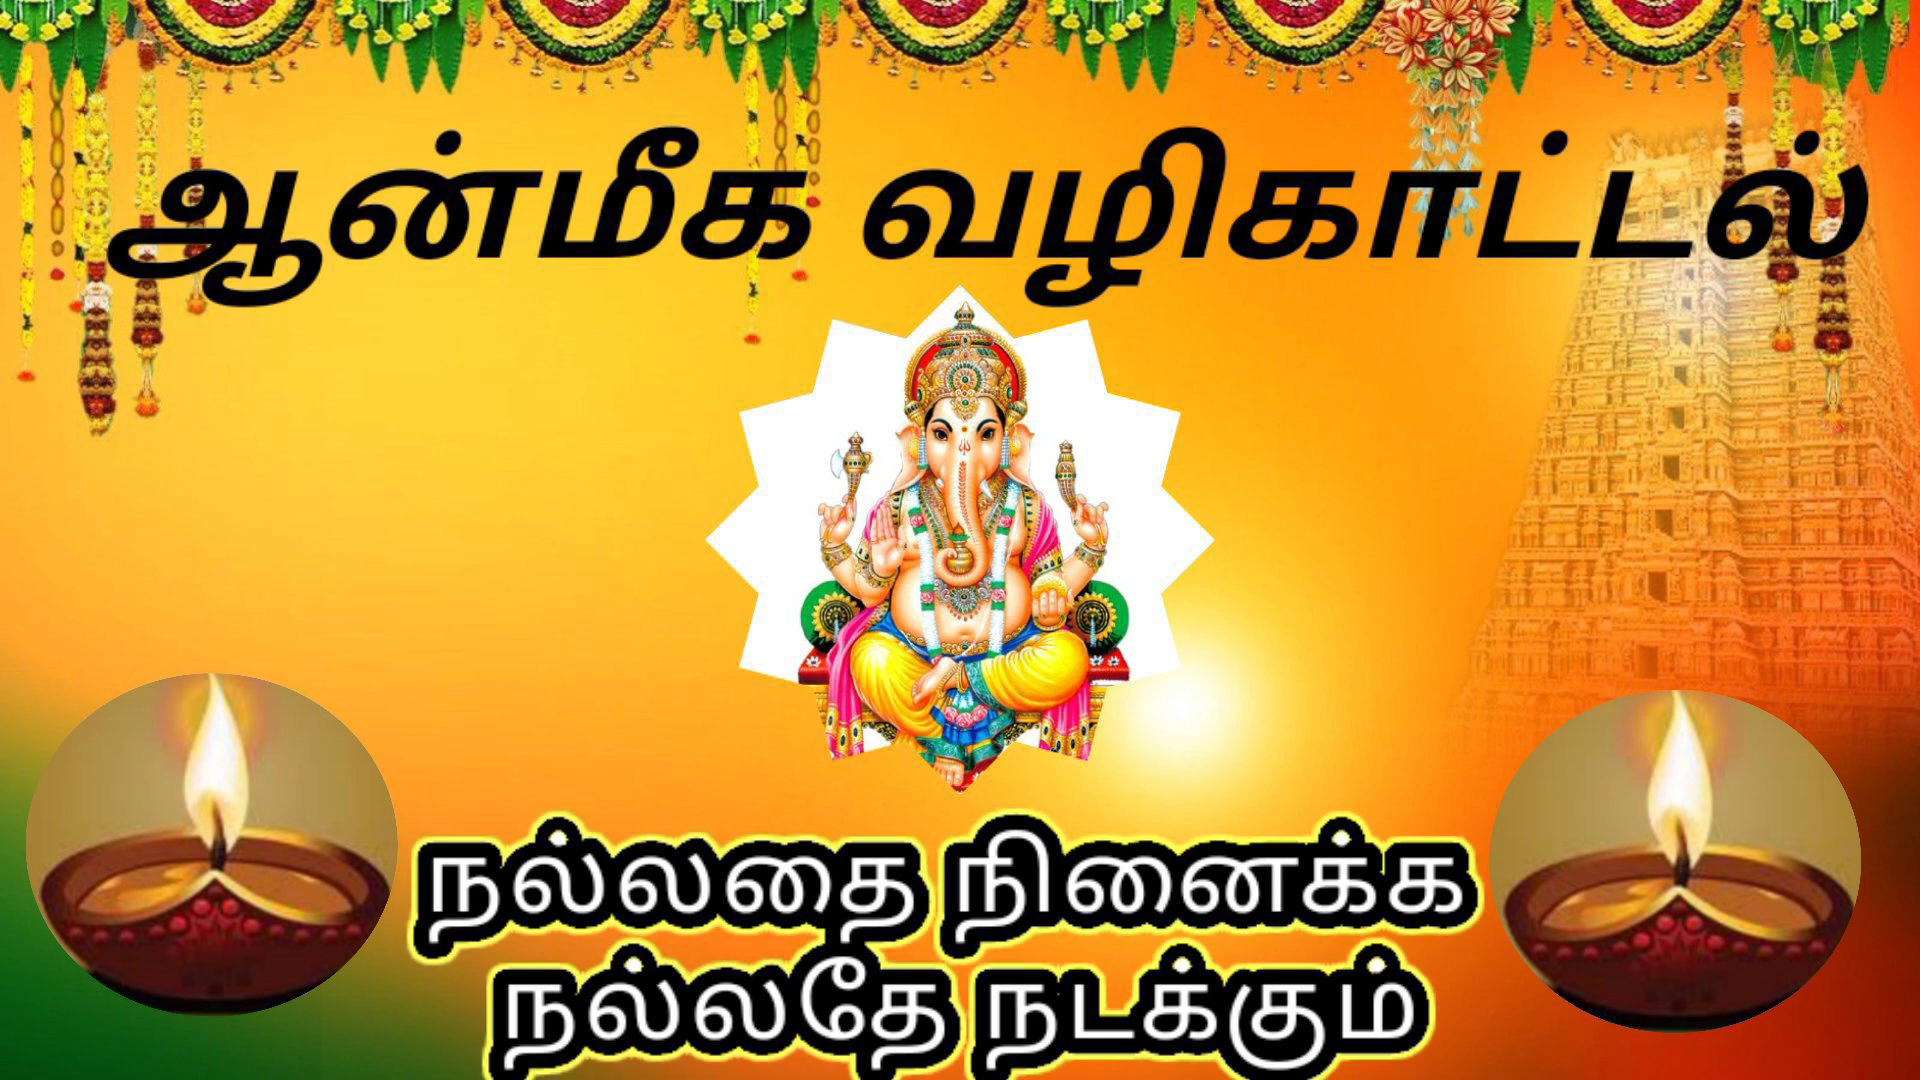 ஆன்மீக வழிகாட்டல்
நல்லதை நினைக்க
நல்லதே நடக்கும்